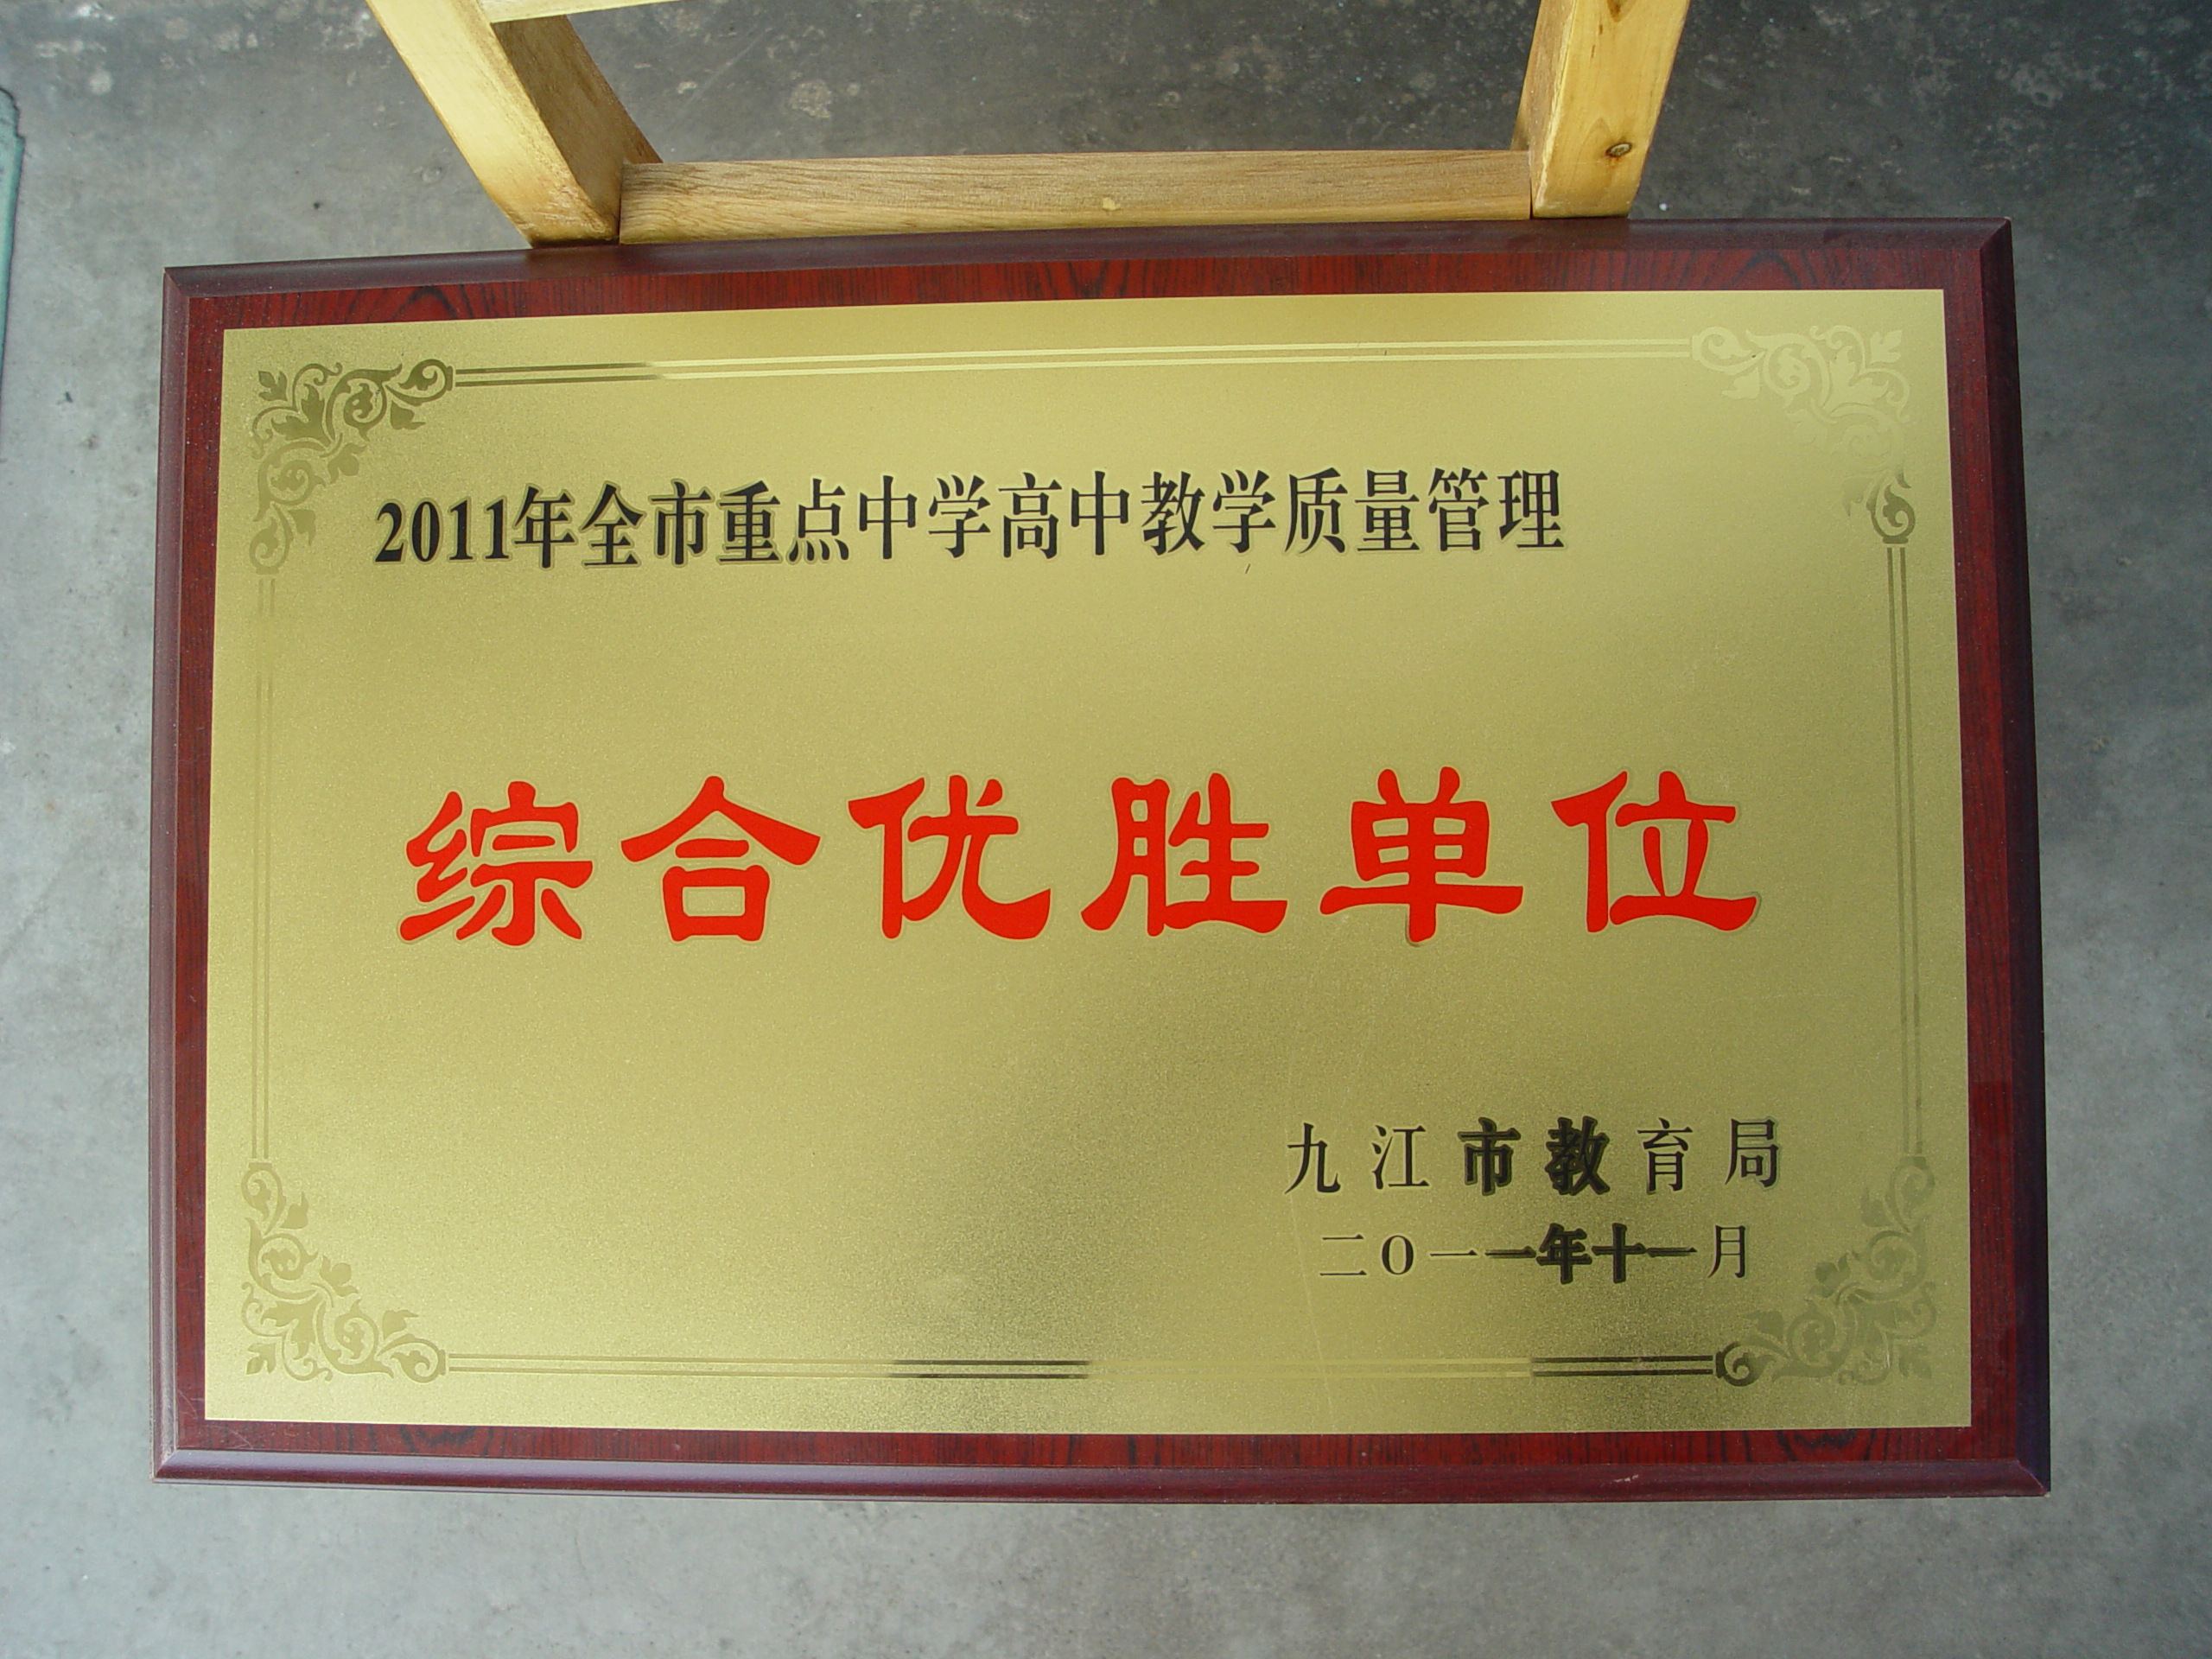 2011年全市重点中学高中教学质量管理
综合优胜单位
九江市教育局
二〇一一年十一月